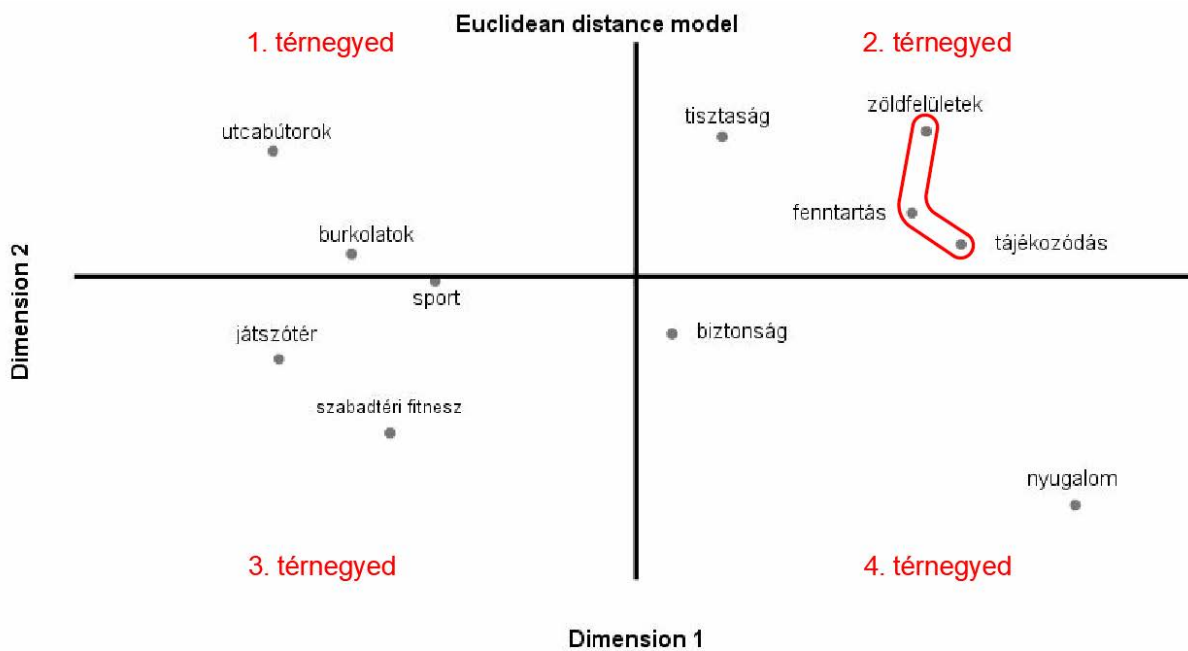 Euclidean distance model
1. térnegyed
2. térnegyed
zöldfelületek
tisztaság
utcabútorok
fenntartás
burkolatok
tájékozódás
Dimension 2
sport
játszótér
biztonság
szabadtéri fitnesz
nyugalom
3. térnegyed
4. térnegyed
Dimension 1